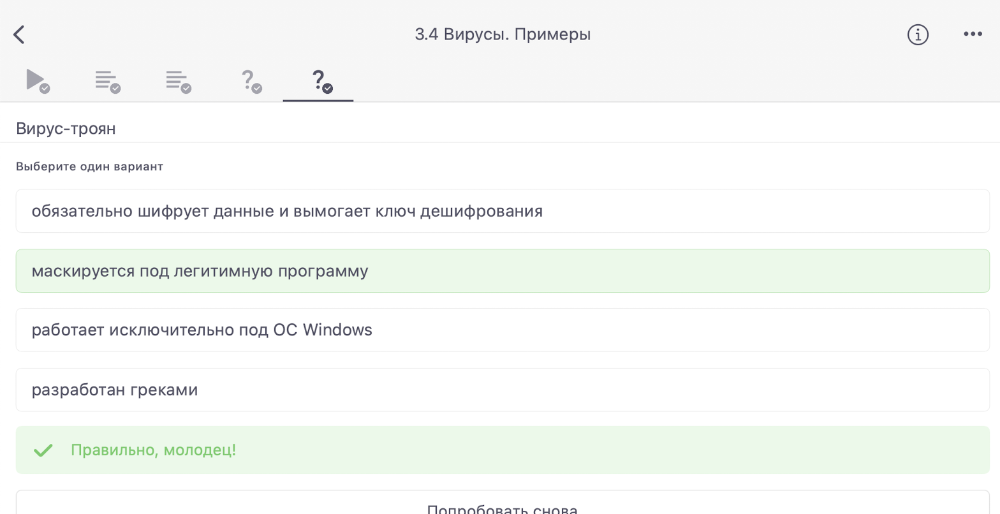 3.4 Вирусы. Примеры
Вирус-троян
Выберите один вариант
обязательно шифрует данные и вымогает ключ дешифрования
маскируется под легитимную программу
работает исключительно под ОС Windows
разработан греками
Правильно, молодец!
Попробовать снова